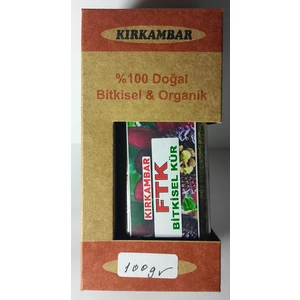 KIRKAMBAR
%100 Doğal
Bitkisel & Organik
KIRKAMBAR
FTK
BİTKİSEL KÜR
100gr